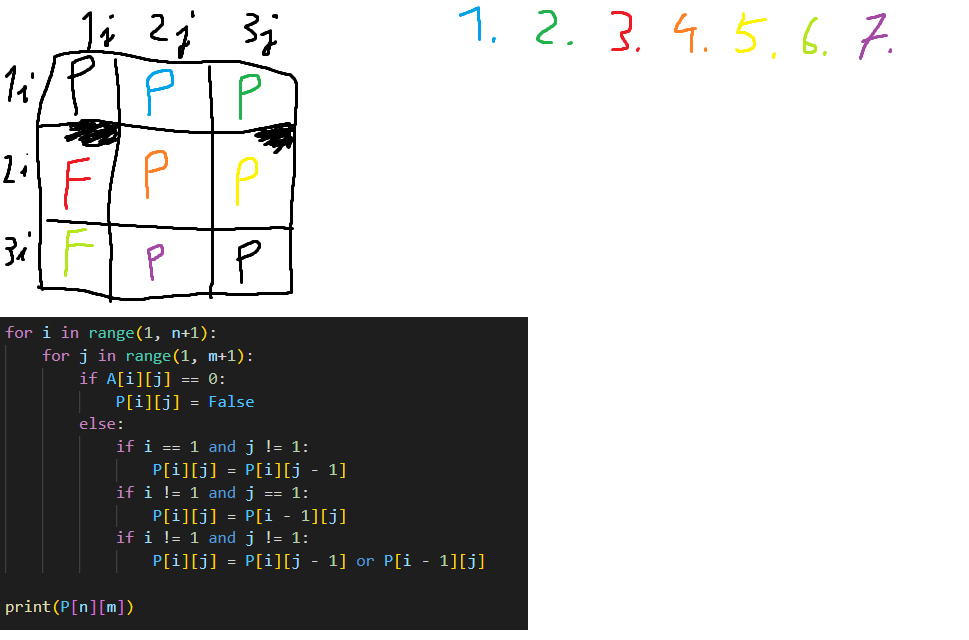 1j 2j 3j 1. 2. 3. 4. 5. 6. 7.
1i P P P
2i F P P
3i F P P
for i in range(1, n+1):
for j in range(1, m+1):
if A[i][j] == 0:
P[i][j] = False
else:
if i == 1 and j != 1:
P[i][j] = P[i][j - 1]
if i != 1 and j == 1:
P[i][j] = P[i - 1][j]
if i != 1 and j != 1:
P[i][j] = P[i][j - 1] or P[i - 1][j]
print(P[n][m])